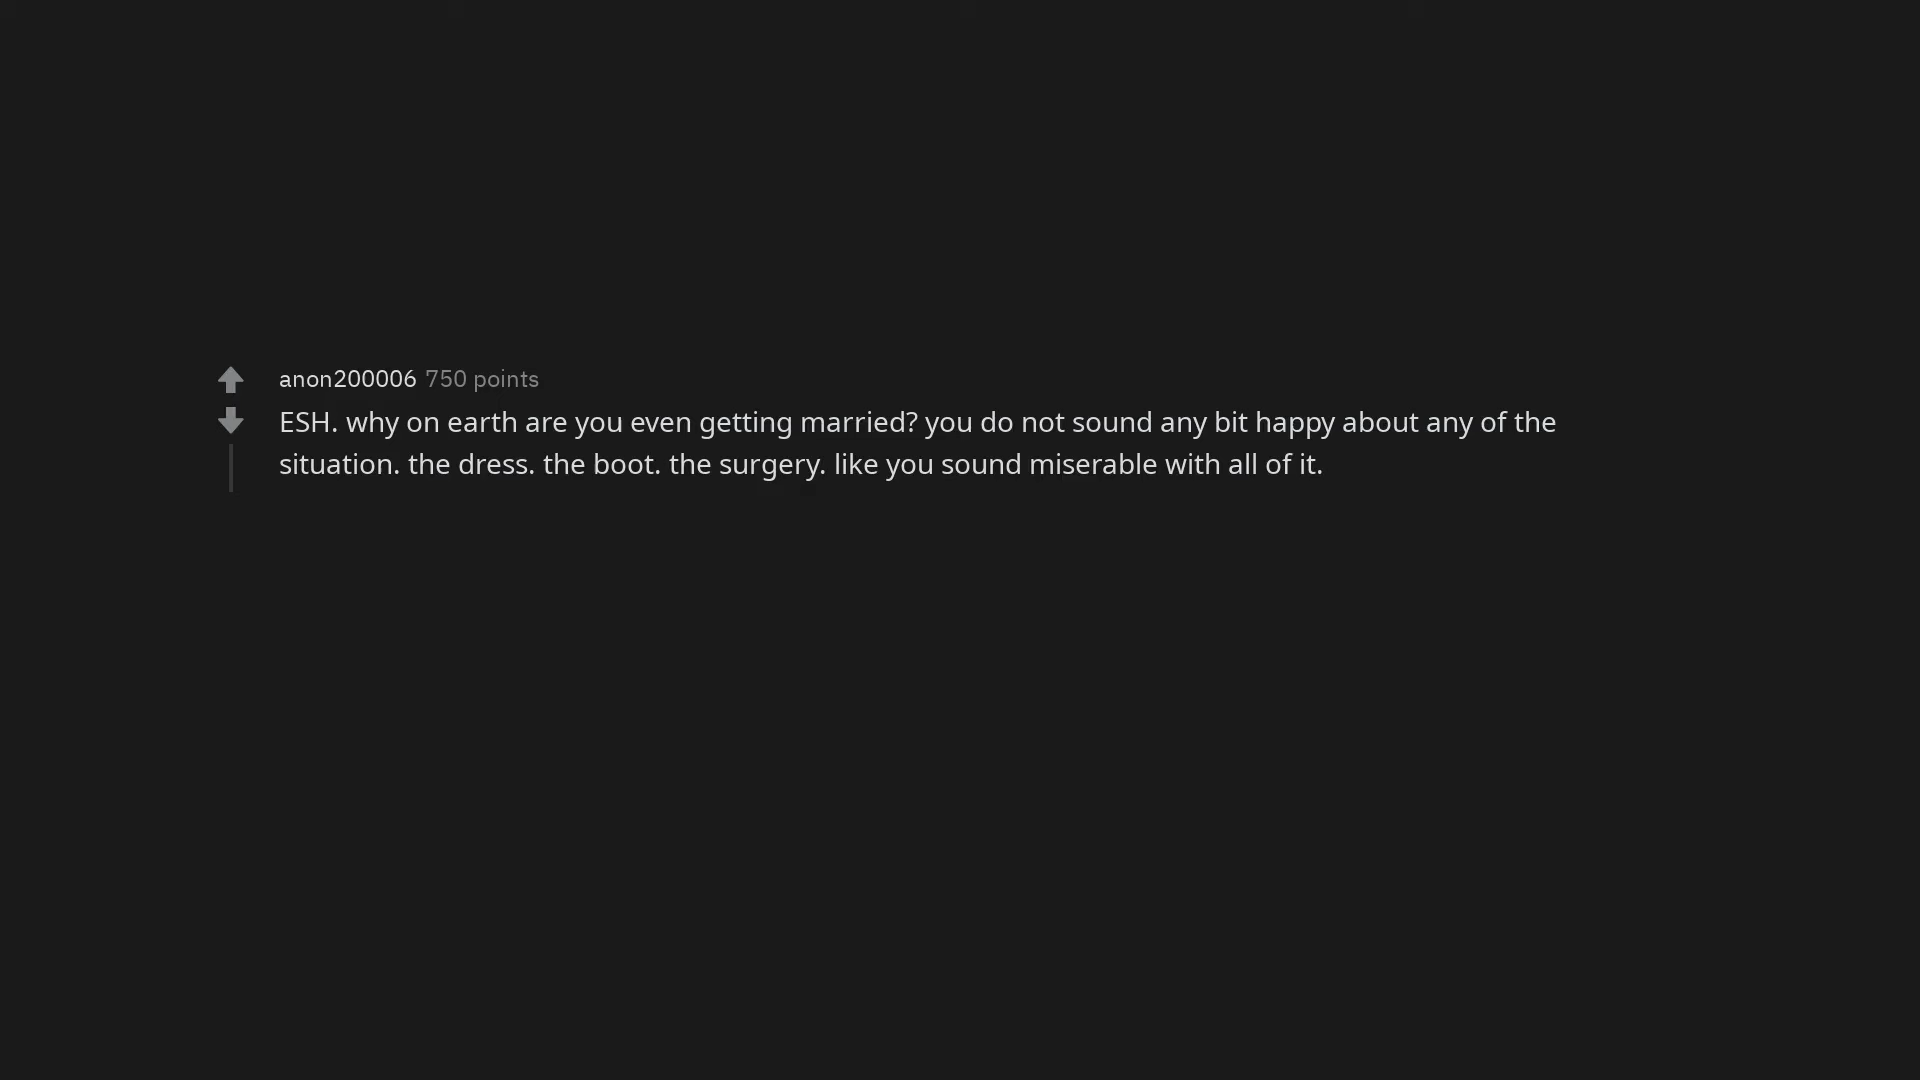 anon200006 750 points
ESH. why on earth are you even getting married? you do not sound any bit happy about any of the
situation. the dress. the boot. the surgery. like you sound miserable with all of it.